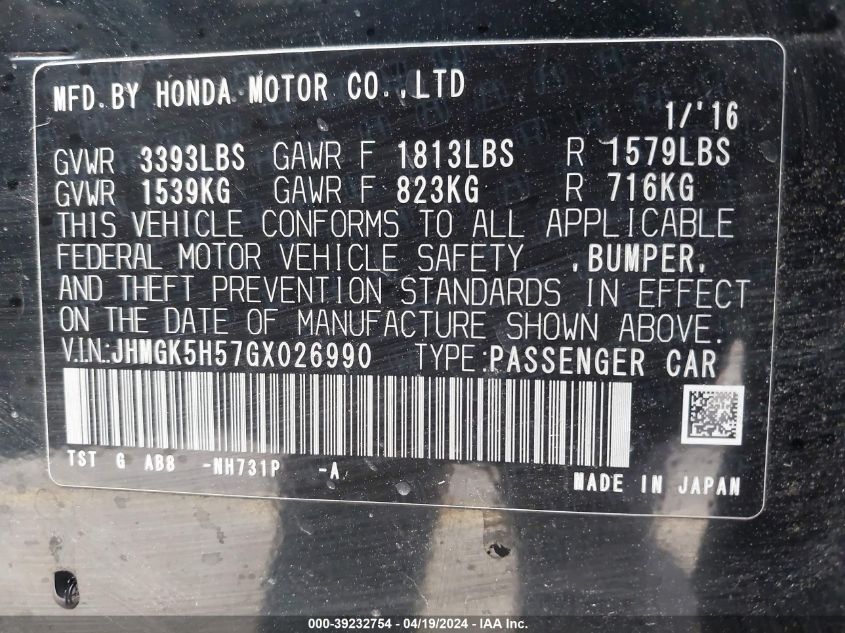 MFD.BY HONDA MOTOR CO.,LTD
1/'16
GVWR 3393LBS GAWR F 1813LBS R 1579LBS
GVWR 1539KG GAWR F 823KG R 716KG
THIS VEHICLE CONFORMS TO ALL APPLICABLE
FEDERAL MOTOR VEHICLE SAFETY ,BUMPER,
AND THEFT PREVENTION STANDARDS IN EFFECT
ON THE DATE OF MANUFACTURE SHOWN ABOVE.
V.I.N:JHMGK5H57GX026990 TYPE:PASSENGER CAR
TST G AB8 -NH731P -A
MADE IN JAPAN
000-39232754 - 04/19/2024 - IAA Inc.